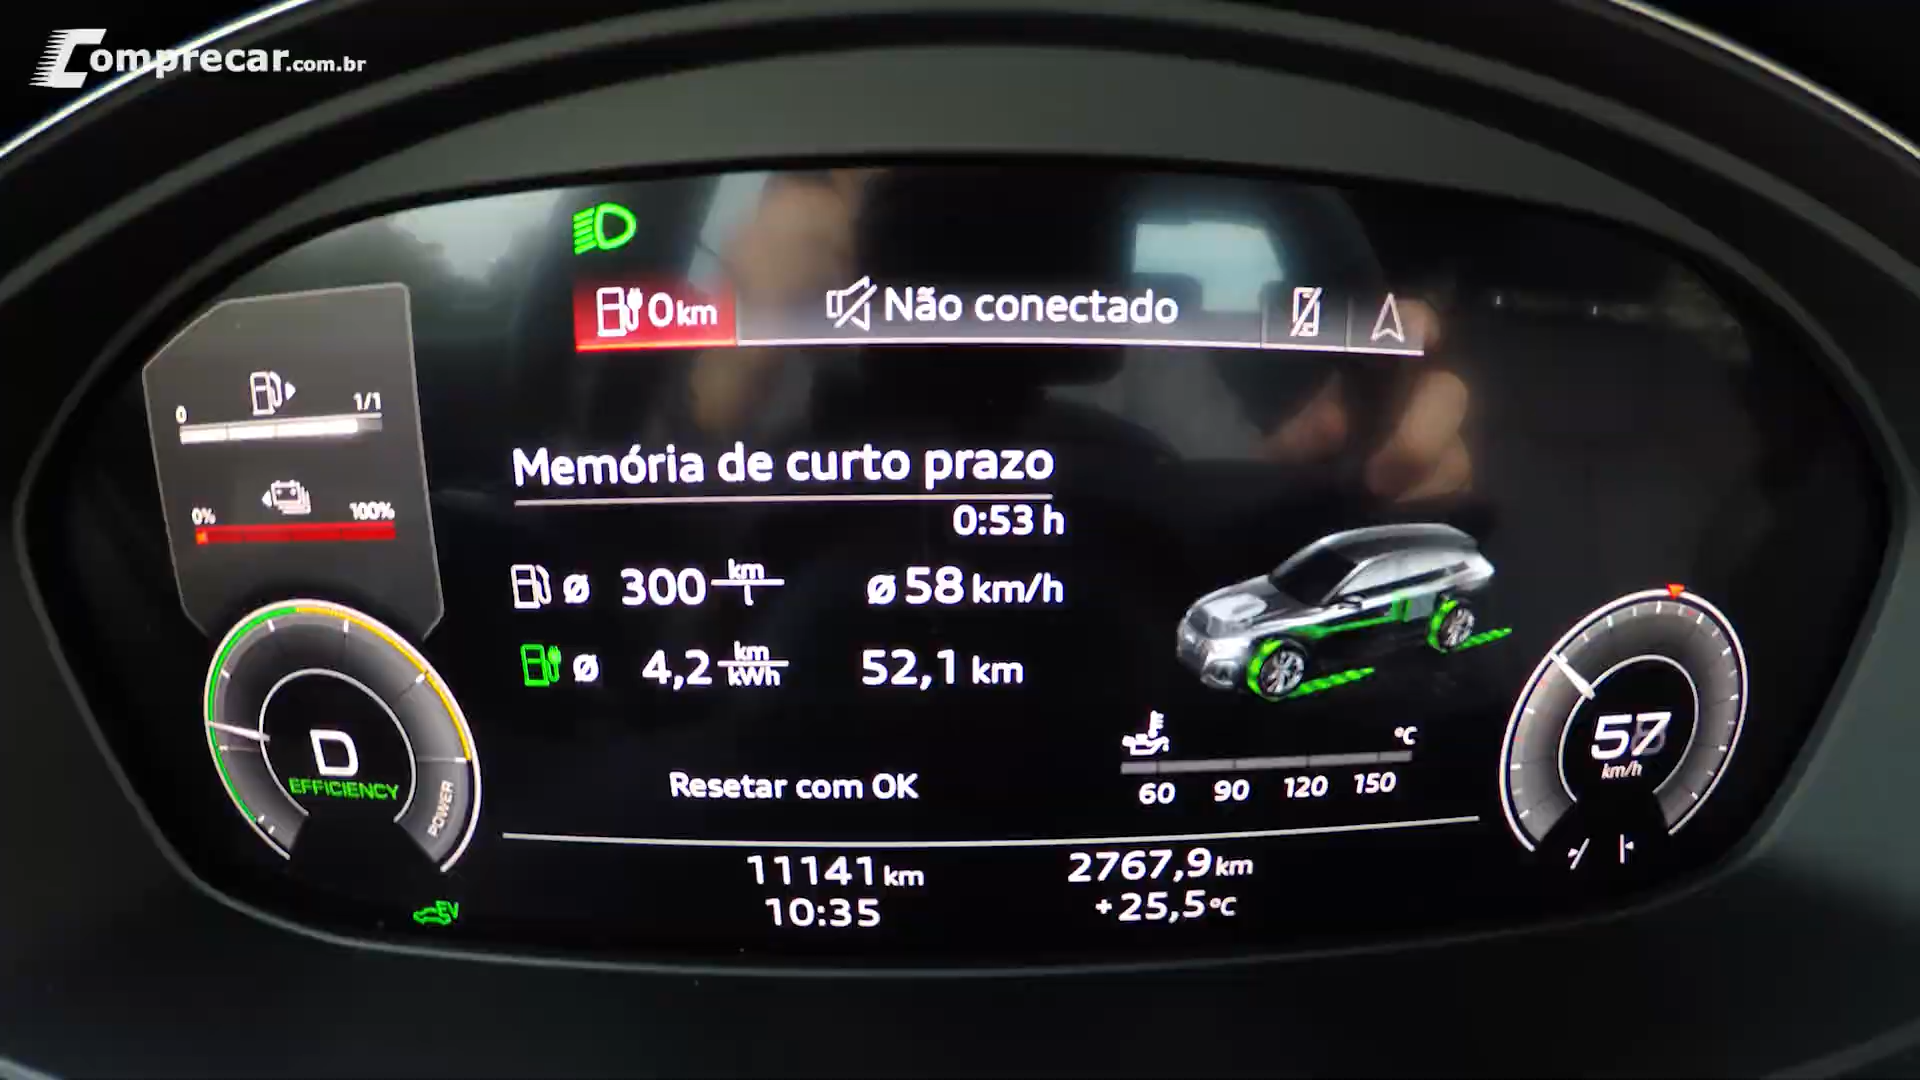 Comprecar.com.br
0 km
Não conectado
0 1/1
0% 100%
Memória de curto prazo
0:53 h
ø 300 km/l ø 58 km/h
ø 4,2 km/kWh 52,1 km
Resetar com OK
°C
60 90 120 150
D
EFFICIENCY
POWER
57
km/h
11141 km 2767,9 km
10:35 +25,5°C
EV